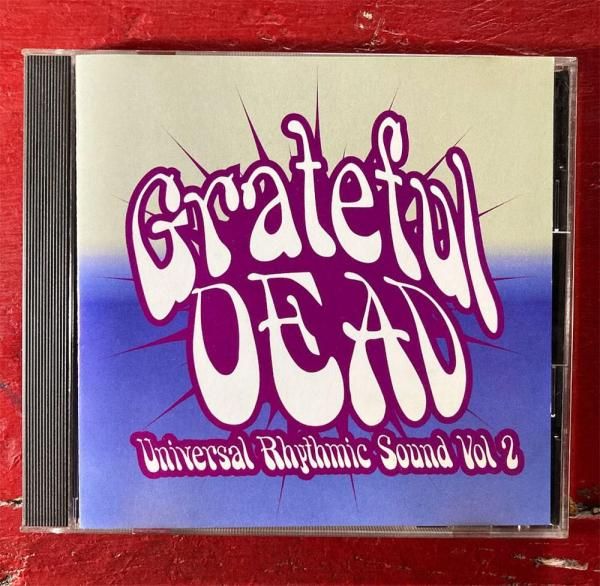 Grateful
DEAD
Universal Rhythmic Sound Vol 2